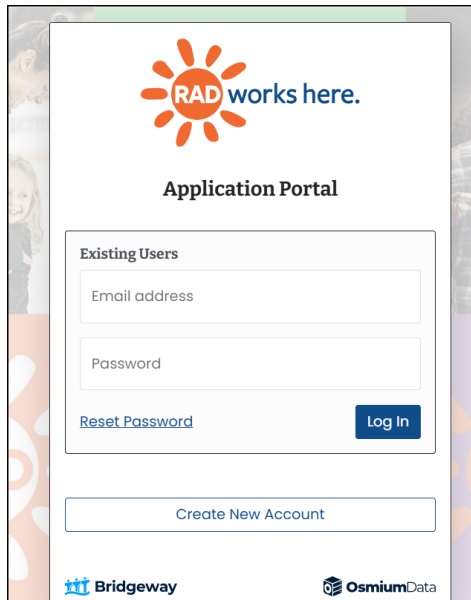 RAD works here.
Application Portal
Existing Users
Email address
Password
Reset Password
Log In
Create New Account
Bridgeway
OsmiumData